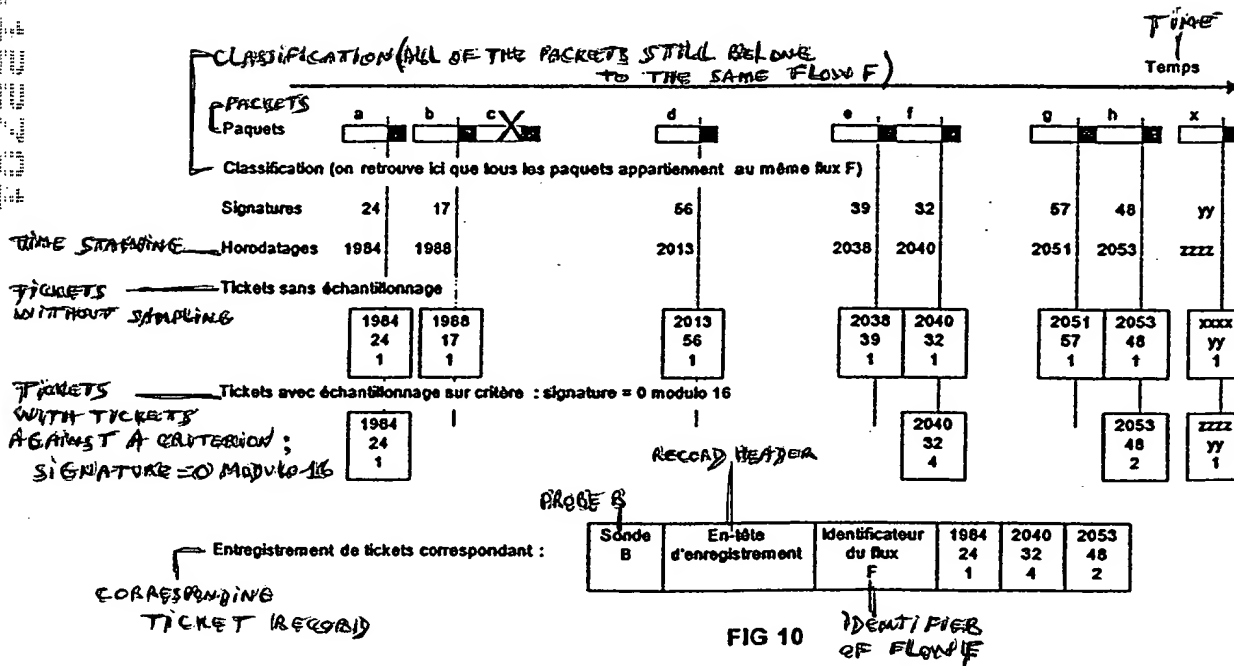 TIME
Temps
CLASSIFICATION (ALL OF THE PACKETS STILL BELONG
TO THE SAME FLOW F)
PACKETS
Paquets
a b c X d e f g h x
Classification (on retrouve ici que tous les paquets appartiennent au même flux F)
Signatures 24 17 56 39 32 57 48 yy
TIME STAMPING Horodatages 1984 1988 2013 2038 2040 2051 2053 zzzz
TICKETS Tickets sans échantillonnage
WITHOUT SAMPLING
1984 1988 2013 2038 2040 2051 2053 xxxx
24 17 56 39 32 57 48 yy
1 1 1 1 1 1 1 1
TICKETS Tickets avec échantillonnage sur critère : signature = 0 modulo 16
WITH TICKETS
AGAINST A CRITERION;
SIGNATURE = 0 MODULO 16
1984 2040 2053 zzzz
24 32 48 yy
1 4 2 1
RECORD HEADER
PROBE B
Entregistrement de tickets correspondant :
Sonde En-tête Identificateur 1984 2040 2053
B d'enregistrement du flux 24 32 48
F 1 4 2
CORRESPONDING
TICKET RECORD
FIG 10
IDENTIFIER
OF FLOW F